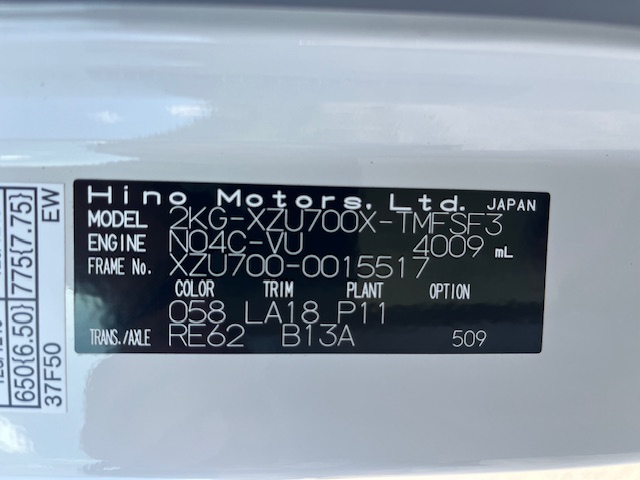 Hino Motors, Ltd. JAPAN
MODEL 2KG-XZU700X-TMFSF3
ENGINE N04C-VU 4009 mL
FRAME No. XZU700-0015517
COLOR TRIM PLANT OPTION
058 LA18 P11
TRANS./AXLE RE62 B13A 509
650{6.50} 775{7.75}
37F50 EW